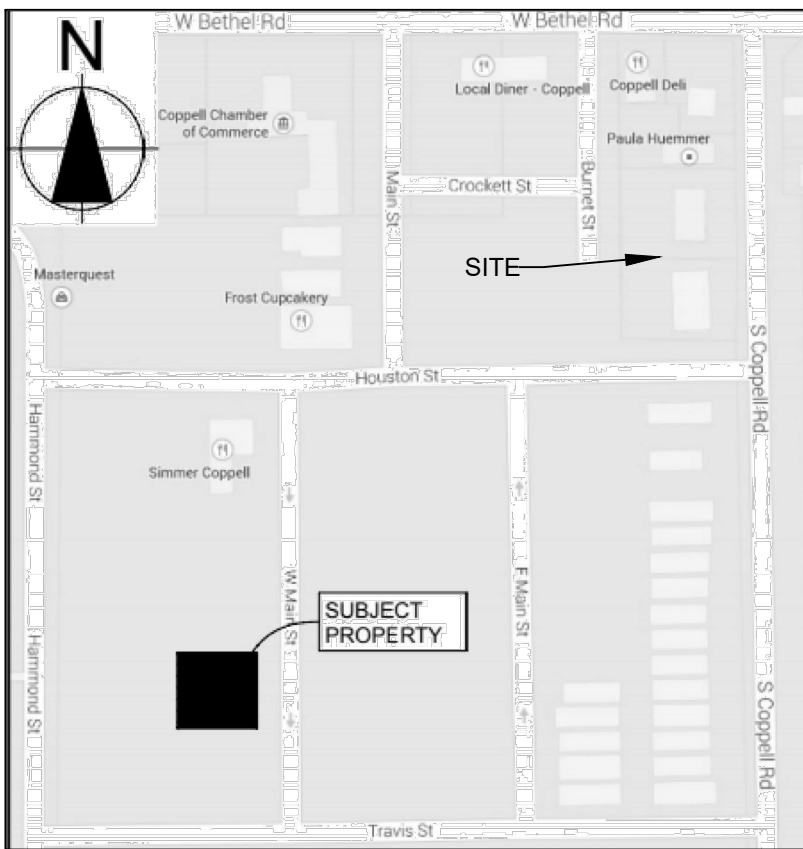 W Bethel Rd
W Bethel Rd
N
Local Diner - Coppell
Coppell Deli
Coppell Chamber
of Commerce
Paula Huemmer
Main St
Crockett St
Burnet St
SITE
Masterquest
Frost Cupcakery
S Coppell Rd
Houston St
Hammond St
Simmer Coppell
W Main St
E Main St
SUBJECT
PROPERTY
Hammond St
S Coppell Rd
Travis St